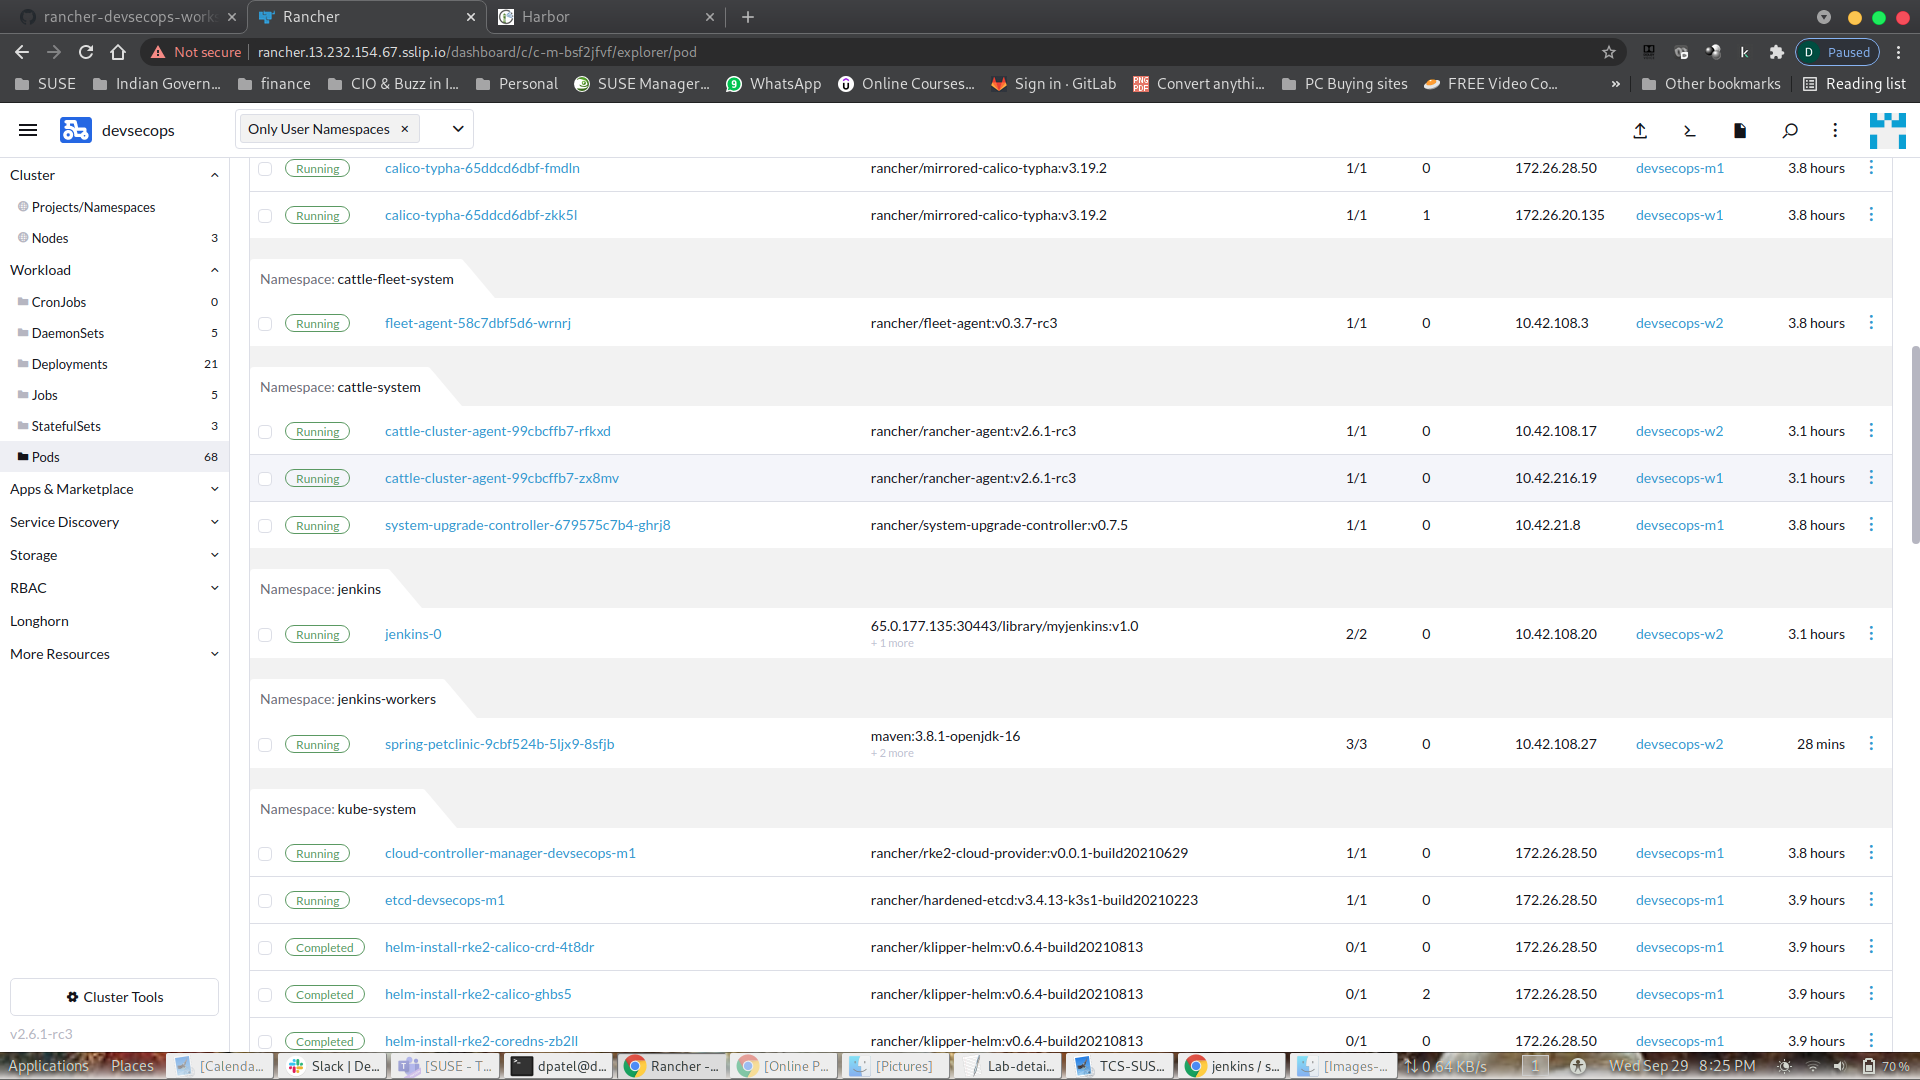 rancher-devsecops-works
Rancher
Harbor
Not secure
rancher.13.232.154.67.sslip.io/dashboard/c/c-m-bsf2jfvf/explorer/pod
D Paused
SUSE
Indian Govern...
finance
CIO & Buzz in I...
Personal
SUSE Manager...
WhatsApp
Online Courses...
Sign in · GitLab
Convert anythi...
PC Buying sites
FREE Video Co...
»
Other bookmarks
Reading list
devsecops
Only User Namespaces ×
Cluster
Projects/Namespaces
Nodes 3
Workload
CronJobs 0
DaemonSets 5
Deployments 21
Jobs 5
StatefulSets 3
Pods 68
Apps & Marketplace
Service Discovery
Storage
RBAC
Longhorn
More Resources
Cluster Tools
v2.6.1-rc3
Running calico-typha-65ddcd6dbf-fmdln rancher/mirrored-calico-typha:v3.19.2 1/1 0 172.26.28.50 devsecops-m1 3.8 hours
Running calico-typha-65ddcd6dbf-zkk5l rancher/mirrored-calico-typha:v3.19.2 1/1 1 172.26.20.135 devsecops-w1 3.8 hours
Namespace: cattle-fleet-system
Running fleet-agent-58c7dbf5d6-wrnrj rancher/fleet-agent:v0.3.7-rc3 1/1 0 10.42.108.3 devsecops-w2 3.8 hours
Namespace: cattle-system
Running cattle-cluster-agent-99cbcffb7-rfkxd rancher/rancher-agent:v2.6.1-rc3 1/1 0 10.42.108.17 devsecops-w2 3.1 hours
Running cattle-cluster-agent-99cbcffb7-zx8mv rancher/rancher-agent:v2.6.1-rc3 1/1 0 10.42.216.19 devsecops-w1 3.1 hours
Running system-upgrade-controller-679575c7b4-ghrj8 rancher/system-upgrade-controller:v0.7.5 1/1 0 10.42.21.8 devsecops-m1 3.8 hours
Namespace: jenkins
Running jenkins-0 65.0.177.135:30443/library/myjenkins:v1.0 2/2 0 10.42.108.20 devsecops-w2 3.1 hours
+ 1 more
Namespace: jenkins-workers
Running spring-petclinic-9cbf524b-5ljx9-8sfjb maven:3.8.1-openjdk-16 3/3 0 10.42.108.27 devsecops-w2 28 mins
+ 2 more
Namespace: kube-system
Running cloud-controller-manager-devsecops-m1 rancher/rke2-cloud-provider:v0.0.1-build20210629 1/1 0 172.26.28.50 devsecops-m1 3.8 hours
Running etcd-devsecops-m1 rancher/hardened-etcd:v3.4.13-k3s1-build20210223 1/1 0 172.26.28.50 devsecops-m1 3.9 hours
Completed helm-install-rke2-calico-crd-4t8dr rancher/klipper-helm:v0.6.4-build20210813 0/1 0 172.26.28.50 devsecops-m1 3.9 hours
Completed helm-install-rke2-calico-ghbs5 rancher/klipper-helm:v0.6.4-build20210813 0/1 2 172.26.28.50 devsecops-m1 3.9 hours
Completed helm-install-rke2-coredns-zb2ll rancher/klipper-helm:v0.6.4-build20210813 0/1 0 172.26.28.50 devsecops-m1 3.9 hours
Applications Places [Calenda... Slack | De... [SUSE - T... dpatel@d... Rancher -... [Online P... [Pictures] Lab-detai... TCS-SUS... jenkins / s... [Images-... 0.64 KB/s 1 Wed Sep 29 8:25 PM 70 %